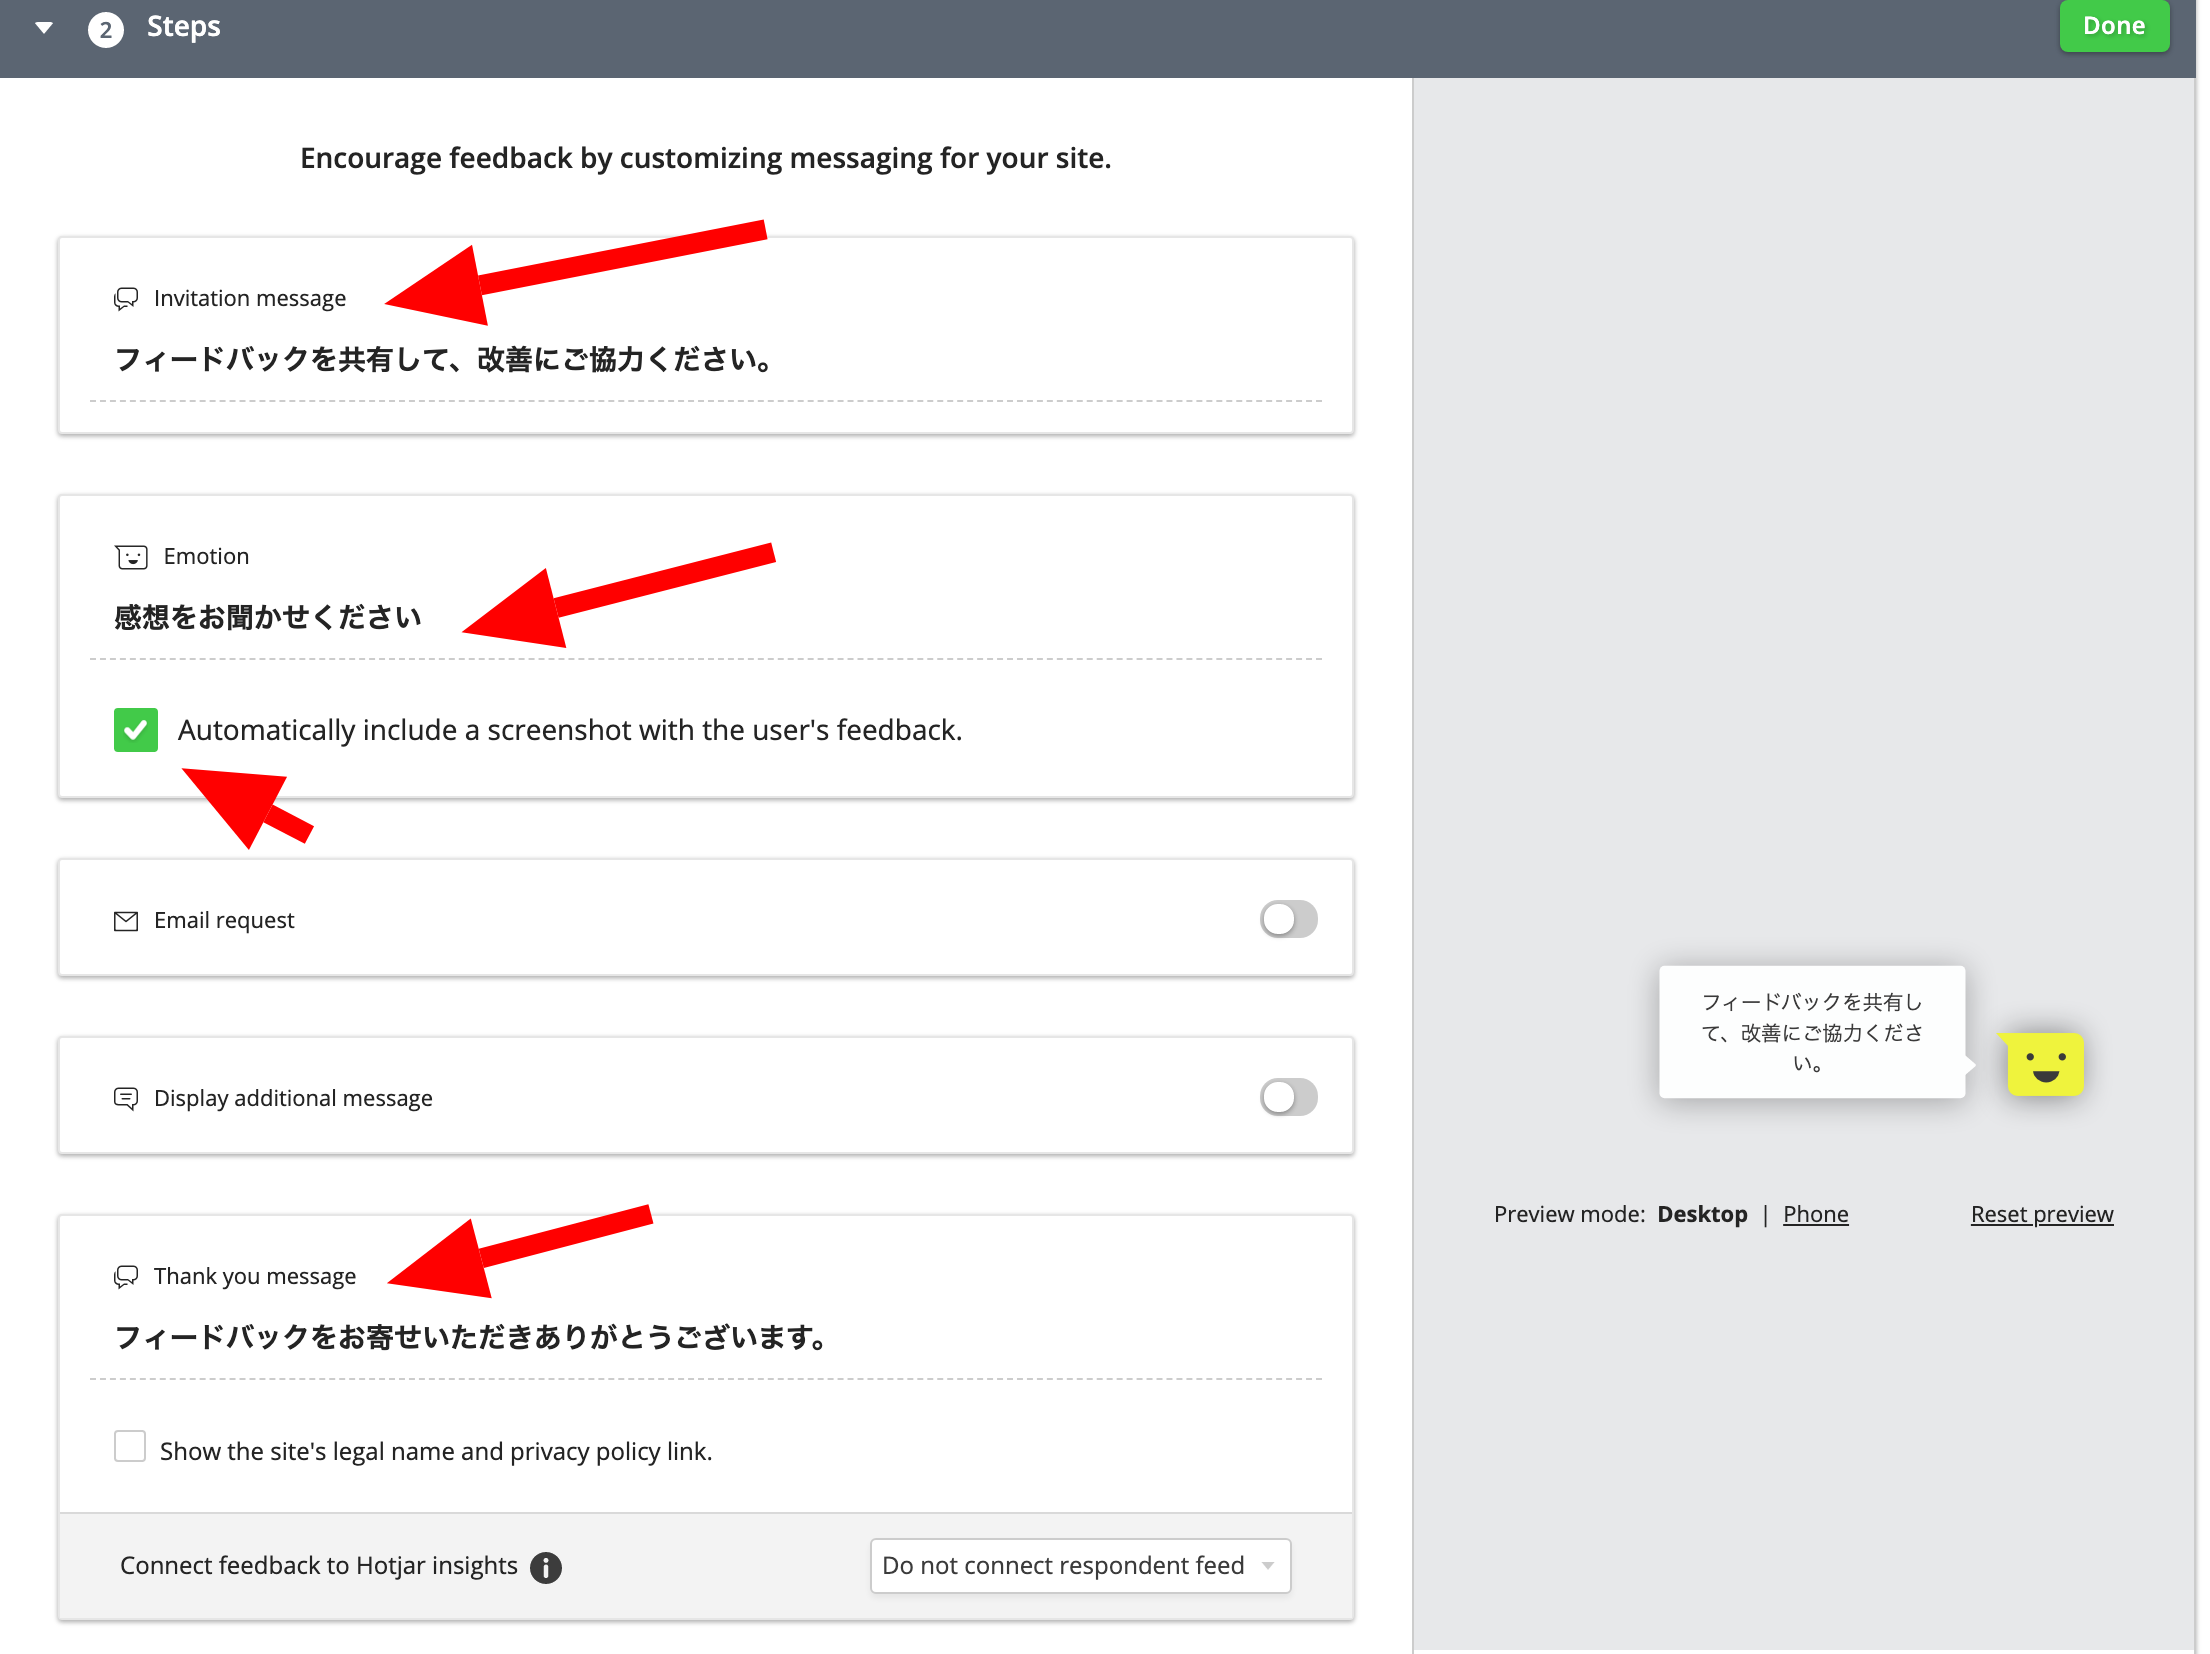 2 Steps
Done
Encourage feedback by customizing messaging for your site.
Invitation message
フィードバックを共有して、改善にご協力ください。
Emotion
感想をお聞かせください
Automatically include a screenshot with the user's feedback.
Email request
Display additional message
Thank you message
フィードバックをお寄せいただきありがとうございます。
Show the site's legal name and privacy policy link.
Connect feedback to Hotjar insights
Do not connect respondent feed
フィードバックを共有し
て、改善にご協力くださ
い。
Preview mode: Desktop | Phone
Reset preview